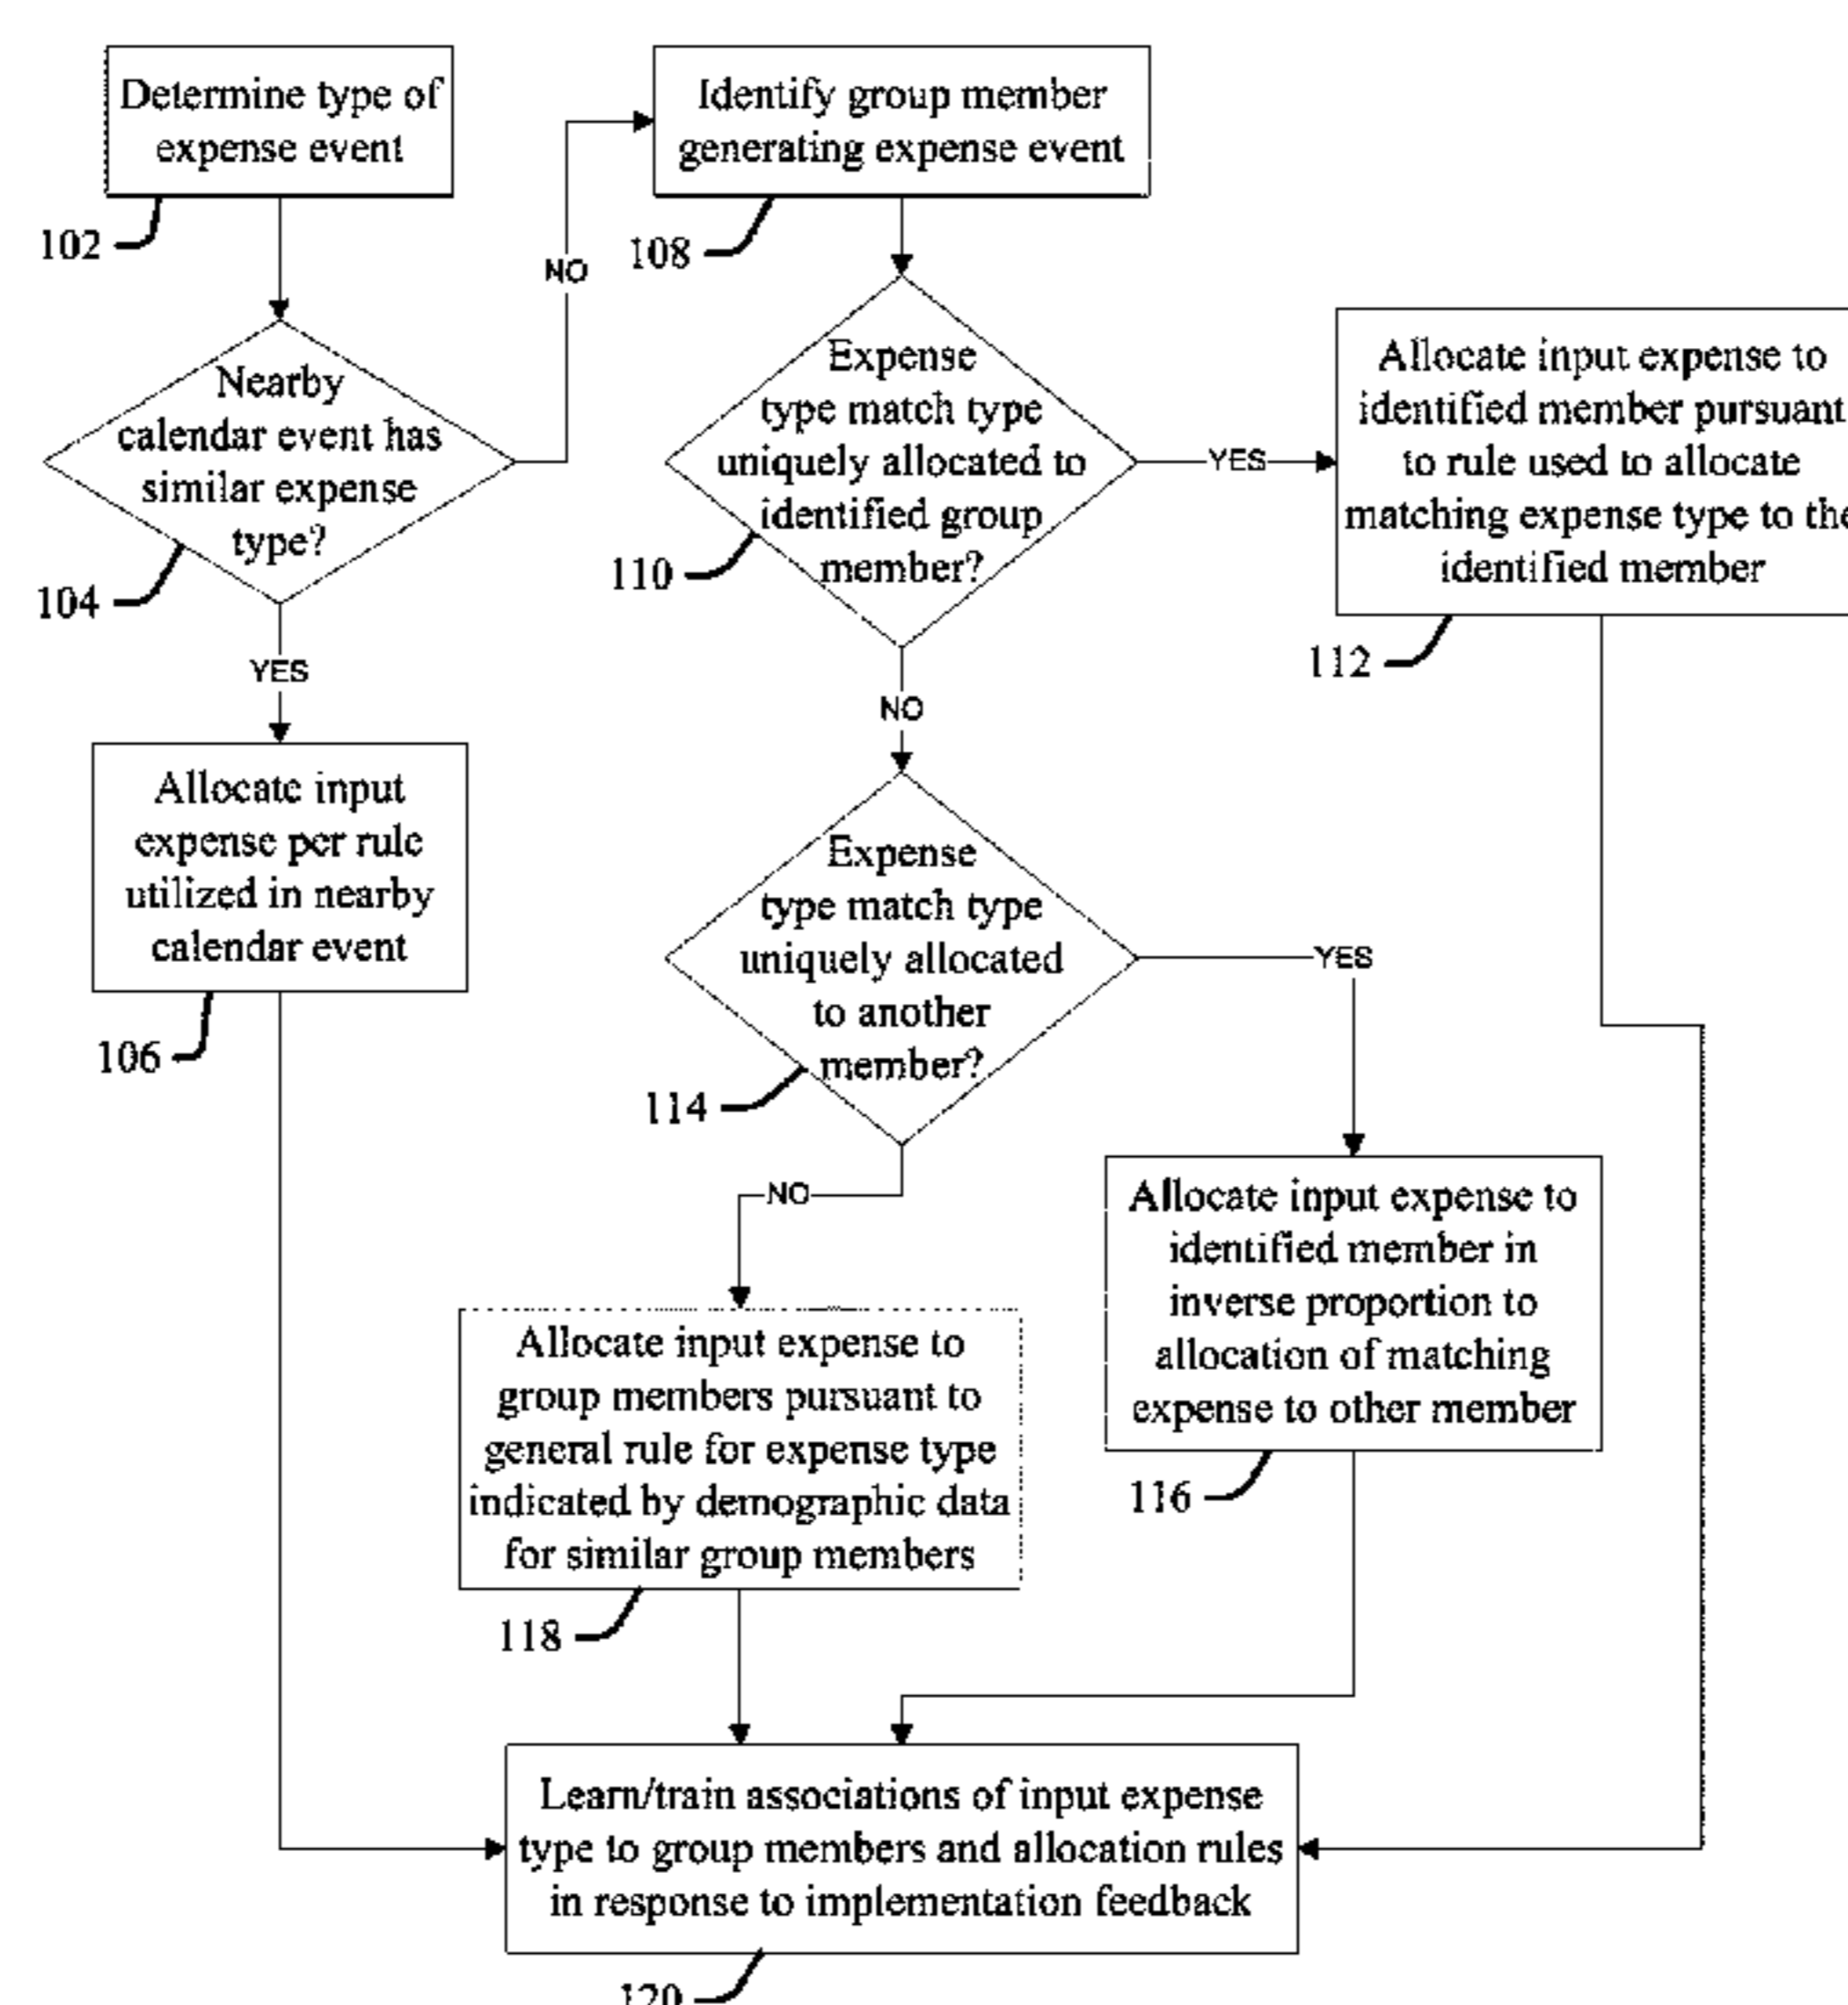 Determine type of
expense event
102
Nearby
calendar event has
similar expense
type?
104
YES
NO
Allocate input
expense per rule
utilized in nearby
calendar event
106
Identify group member
generating expense event
108
Expense
type match type
uniquely allocated to
identified group
member?
110
YES
NO
Allocate input expense to
identified member pursuant
to rule used to allocate
matching expense type to the
identified member
112
Expense
type match type
uniquely allocated
to another
member?
114
YES
NO
Allocate input expense to
identified member in
inverse proportion to
allocation of matching
expense to other member
116
Allocate input expense to
group members pursuant to
general rule for expense type
indicated by demographic data
for similar group members
118
Learn/train associations of input expense
type to group members and allocation rules
in response to implementation feedback
120